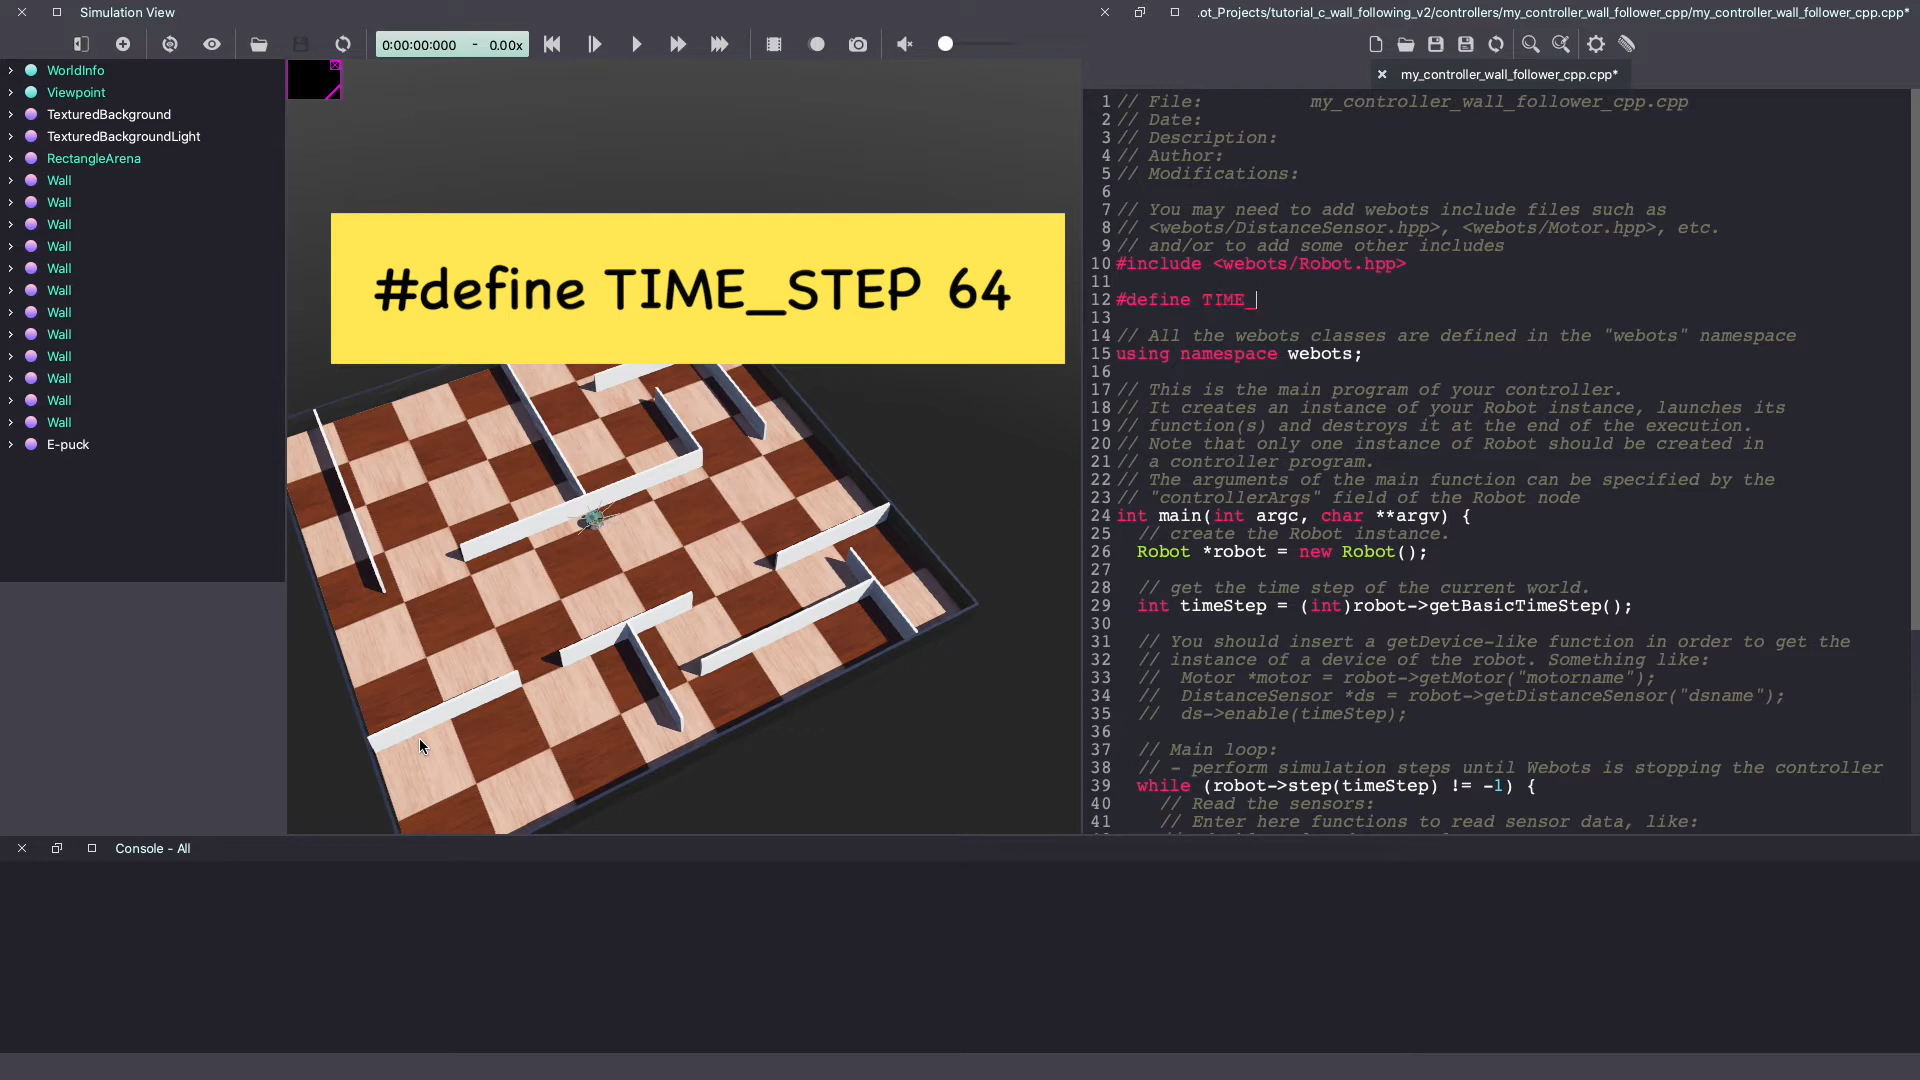 Simulation View
0:00:00:000 - 0.00x
WorldInfo
Viewpoint
TexturedBackground
TexturedBackgroundLight
RectangleArena
Wall
Wall
Wall
Wall
Wall
Wall
Wall
Wall
Wall
Wall
Wall
Wall
E-puck
#define TIME_STEP 64
.ot_Projects/tutorial_c_wall_following_v2/controllers/my_controller_wall_follower_cpp/my_controller_wall_follower_cpp.cpp*
my_controller_wall_follower_cpp.cpp*
1 // File: my_controller_wall_follower_cpp.cpp
2 // Date:
3 // Description:
4 // Author:
5 // Modifications:
6
7 // You may need to add webots include files such as
8 // <webots/DistanceSensor.hpp>, <webots/Motor.hpp>, etc.
9 // and/or to add some other includes
10 #include <webots/Robot.hpp>
11
12 #define TIME_
13
14 // All the webots classes are defined in the "webots" namespace
15 using namespace webots;
16
17 // This is the main program of your controller.
18 // It creates an instance of your Robot instance, launches its
19 // function(s) and destroys it at the end of the execution.
20 // Note that only one instance of Robot should be created in
21 // a controller program.
22 // The arguments of the main function can be specified by the
23 // "controllerArgs" field of the Robot node
24 int main(int argc, char **argv) {
25 // create the Robot instance.
26 Robot *robot = new Robot();
27
28 // get the time step of the current world.
29 int timeStep = (int)robot->getBasicTimeStep();
30
31 // You should insert a getDevice-like function in order to get the
32 // instance of a device of the robot. Something like:
33 // Motor *motor = robot->getMotor("motorname");
34 // DistanceSensor *ds = robot->getDistanceSensor("dsname");
35 // ds->enable(timeStep);
36
37 // Main loop:
38 // - perform simulation steps until Webots is stopping the controller
39 while (robot->step(timeStep) != -1) {
40 // Read the sensors:
41 // Enter here functions to read sensor data, like:
Console - All